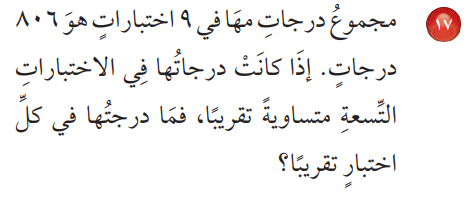 ١٧ مجموعُ درجاتِ مهَا في ٩ اختباراتٍ هوَ ٨٠٦
درجاتٍ. إذَا كانَتْ درجاتُها فِي الاختباراتِ
التِّسعةِ متساويةً تقريبًا، فمَا درجتُها في كلِّ
اختبارٍ تقريبًا؟